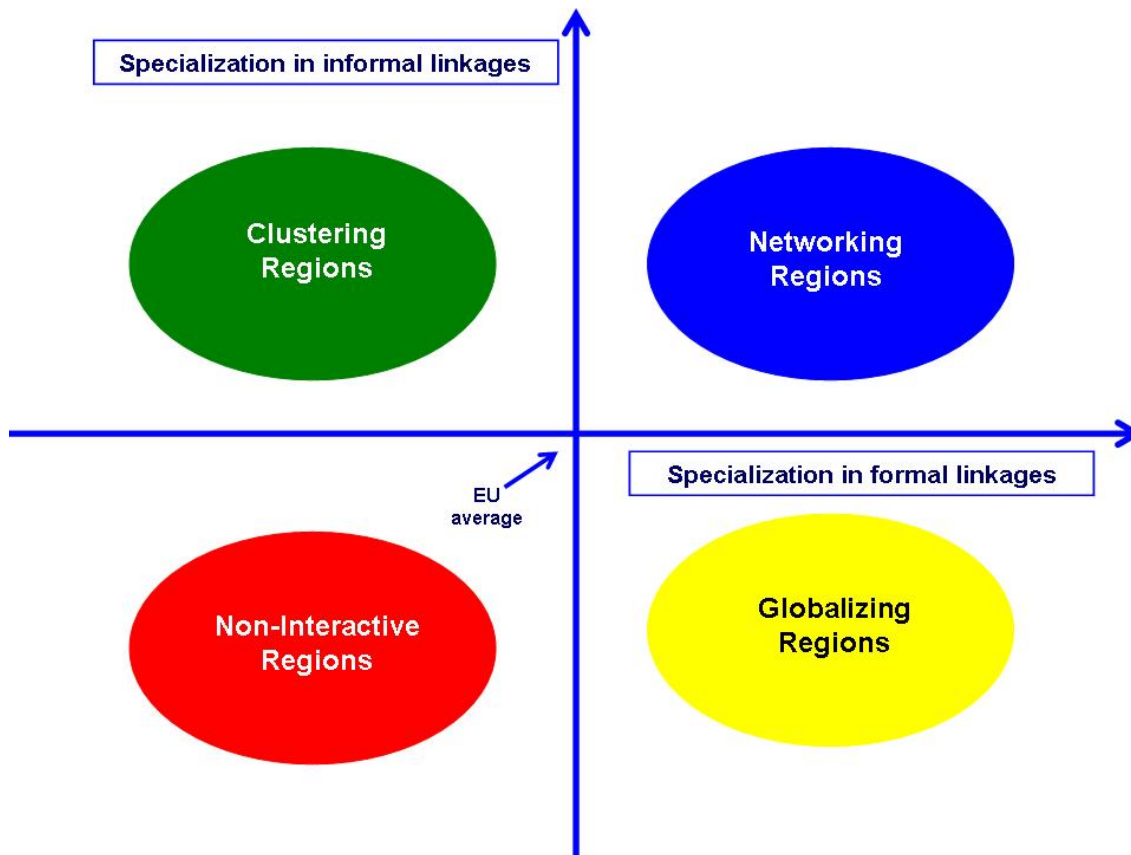 Specialization in informal linkages
Clustering
Regions
Networking
Regions
Specialization in formal linkages
EU
average
Non-Interactive
Regions
Globalizing
Regions